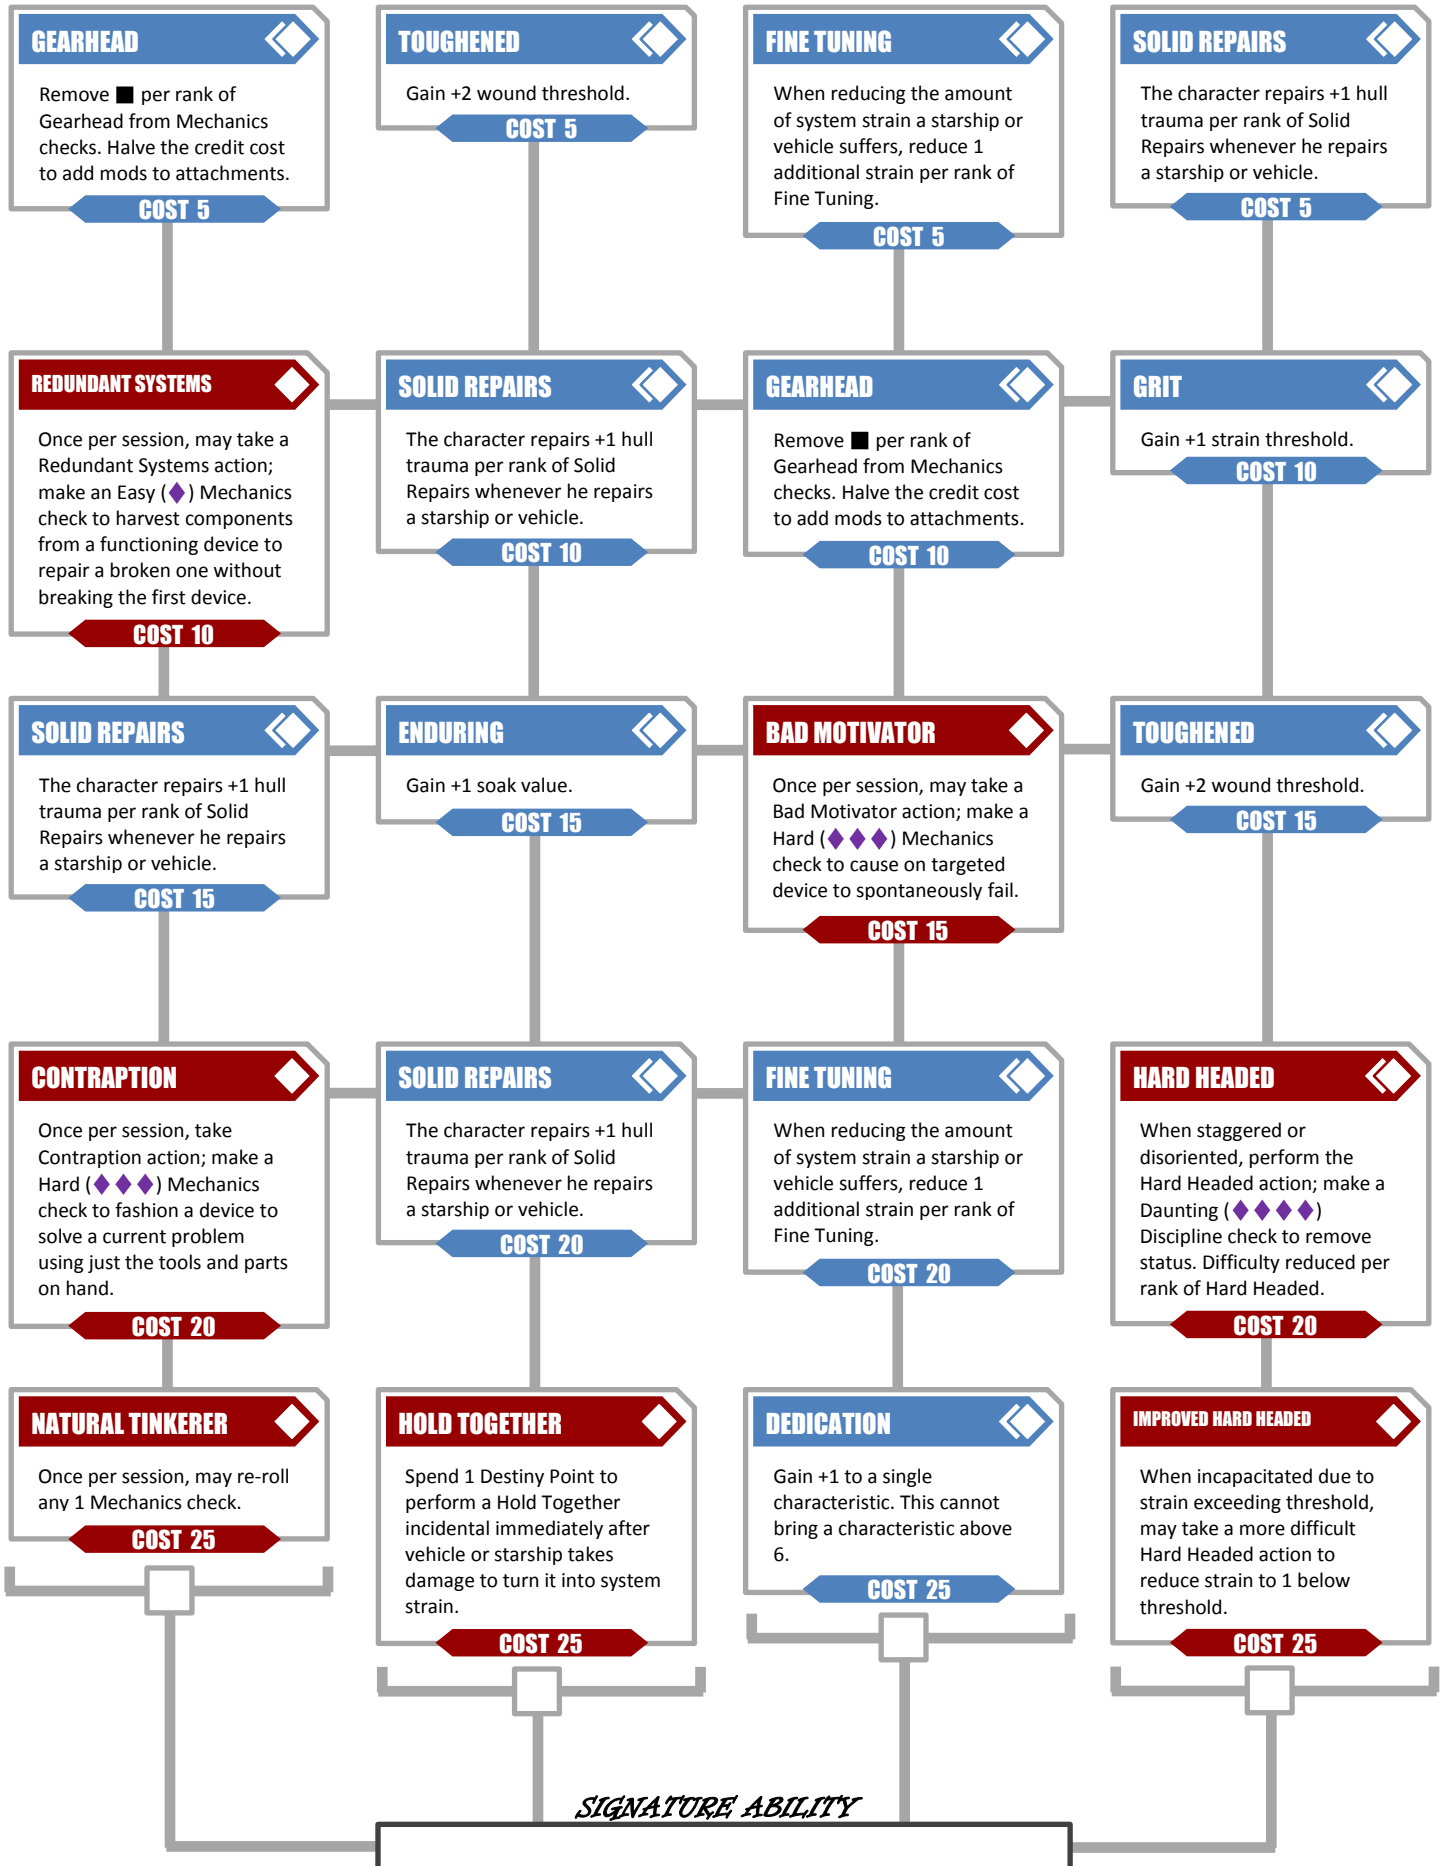 GEARHEAD
Remove ■ per rank of
Gearhead from Mechanics
checks. Halve the credit cost
to add mods to attachments.
COST 5
TOUGHENED
Gain +2 wound threshold.
COST 5
FINE TUNING
When reducing the amount
of system strain a starship or
vehicle suffers, reduce 1
additional strain per rank of
Fine Tuning.
COST 5
SOLID REPAIRS
The character repairs +1 hull
trauma per rank of Solid
Repairs whenever he repairs
a starship or vehicle.
COST 5
REDUNDANT SYSTEMS
Once per session, may take a
Redundant Systems action;
make an Easy (♦) Mechanics
check to harvest components
from a functioning device to
repair a broken one without
breaking the first device.
COST 10
SOLID REPAIRS
The character repairs +1 hull
trauma per rank of Solid
Repairs whenever he repairs
a starship or vehicle.
COST 10
GEARHEAD
Remove ■ per rank of
Gearhead from Mechanics
checks. Halve the credit cost
to add mods to attachments.
COST 10
GRIT
Gain +1 strain threshold.
COST 10
SOLID REPAIRS
The character repairs +1 hull
trauma per rank of Solid
Repairs whenever he repairs
a starship or vehicle.
COST 15
ENDURING
Gain +1 soak value.
COST 15
BAD MOTIVATOR
Once per session, may take a
Bad Motivator action; make a
Hard (♦ ♦ ♦) Mechanics
check to cause on targeted
device to spontaneously fail.
COST 15
TOUGHENED
Gain +2 wound threshold.
COST 15
CONTRAPTION
Once per session, take
Contraption action; make a
Hard (♦ ♦ ♦) Mechanics
check to fashion a device to
solve a current problem
using just the tools and parts
on hand.
COST 20
SOLID REPAIRS
The character repairs +1 hull
trauma per rank of Solid
Repairs whenever he repairs
a starship or vehicle.
COST 20
FINE TUNING
When reducing the amount
of system strain a starship or
vehicle suffers, reduce 1
additional strain per rank of
Fine Tuning.
COST 20
HARD HEADED
When staggered or
disoriented, perform the
Hard Headed action; make a
Daunting (♦ ♦ ♦ ♦)
Discipline check to remove
status. Difficulty reduced per
rank of Hard Headed.
COST 20
NATURAL TINKERER
Once per session, may re-roll
any 1 Mechanics check.
COST 25
HOLD TOGETHER
Spend 1 Destiny Point to
perform a Hold Together
incidental immediately after
vehicle or starship takes
damage to turn it into system
strain.
COST 25
DEDICATION
Gain +1 to a single
characteristic. This cannot
bring a characteristic above
6.
COST 25
IMPROVED HARD HEADED
When incapacitated due to
strain exceeding threshold,
may take a more difficult
Hard Headed action to
reduce strain to 1 below
threshold.
COST 25
SIGNATURE ABILITY